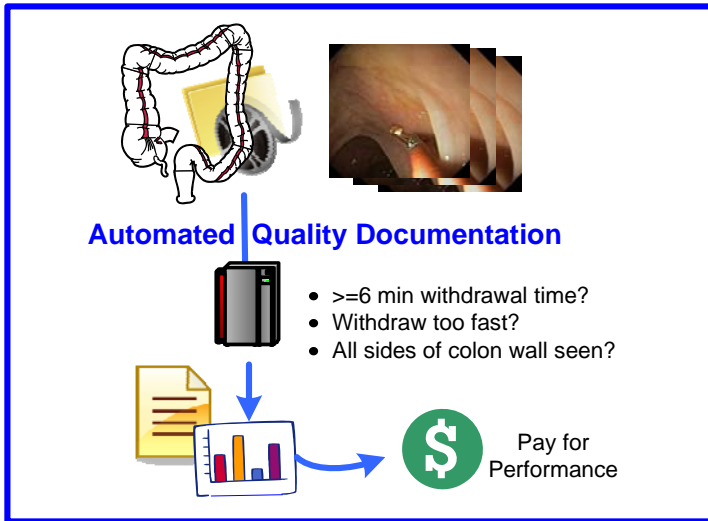 Automated Quality Documentation
• >=6 min withdrawal time?
• Withdraw too fast?
• All sides of colon wall seen?
$
Pay for
Performance